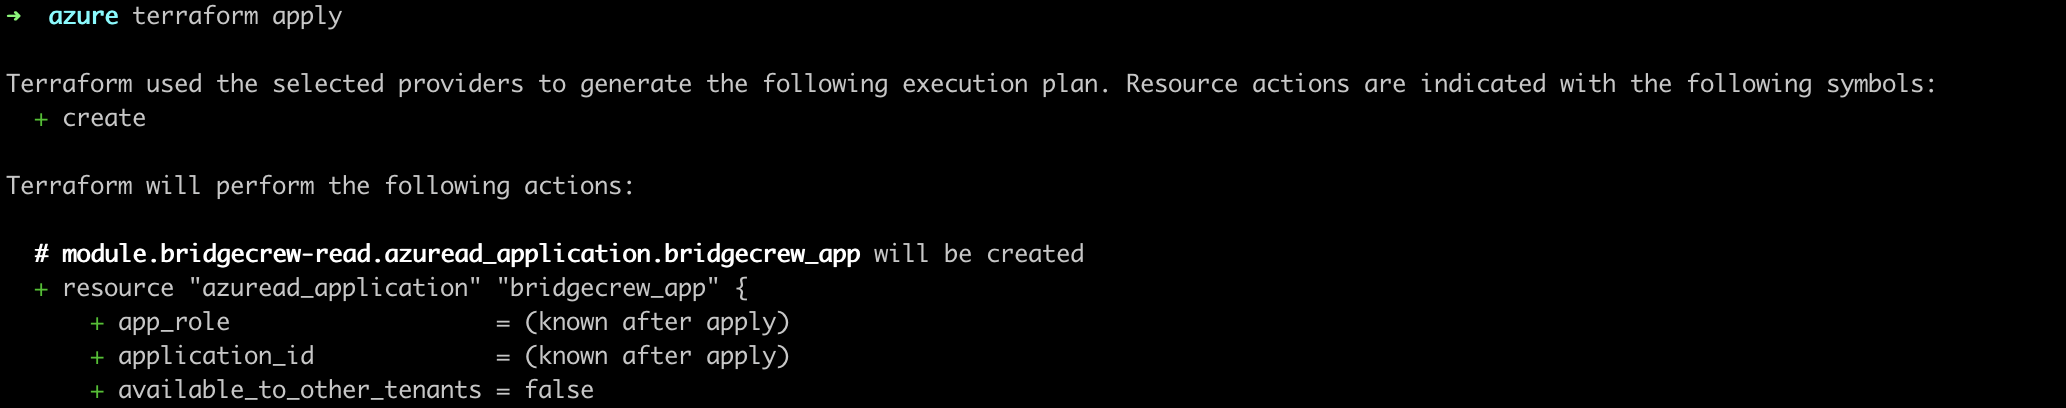 → azure terraform apply
Terraform used the selected providers to generate the following execution plan. Resource actions are indicated with the following symbols:
+ create
Terraform will perform the following actions:
# module.bridgecrew-read.azuread_application.bridgecrew_app will be created
+ resource "azuread_application" "bridgecrew_app" {
+ app_role = (known after apply)
+ application_id = (known after apply)
+ available_to_other_tenants = false